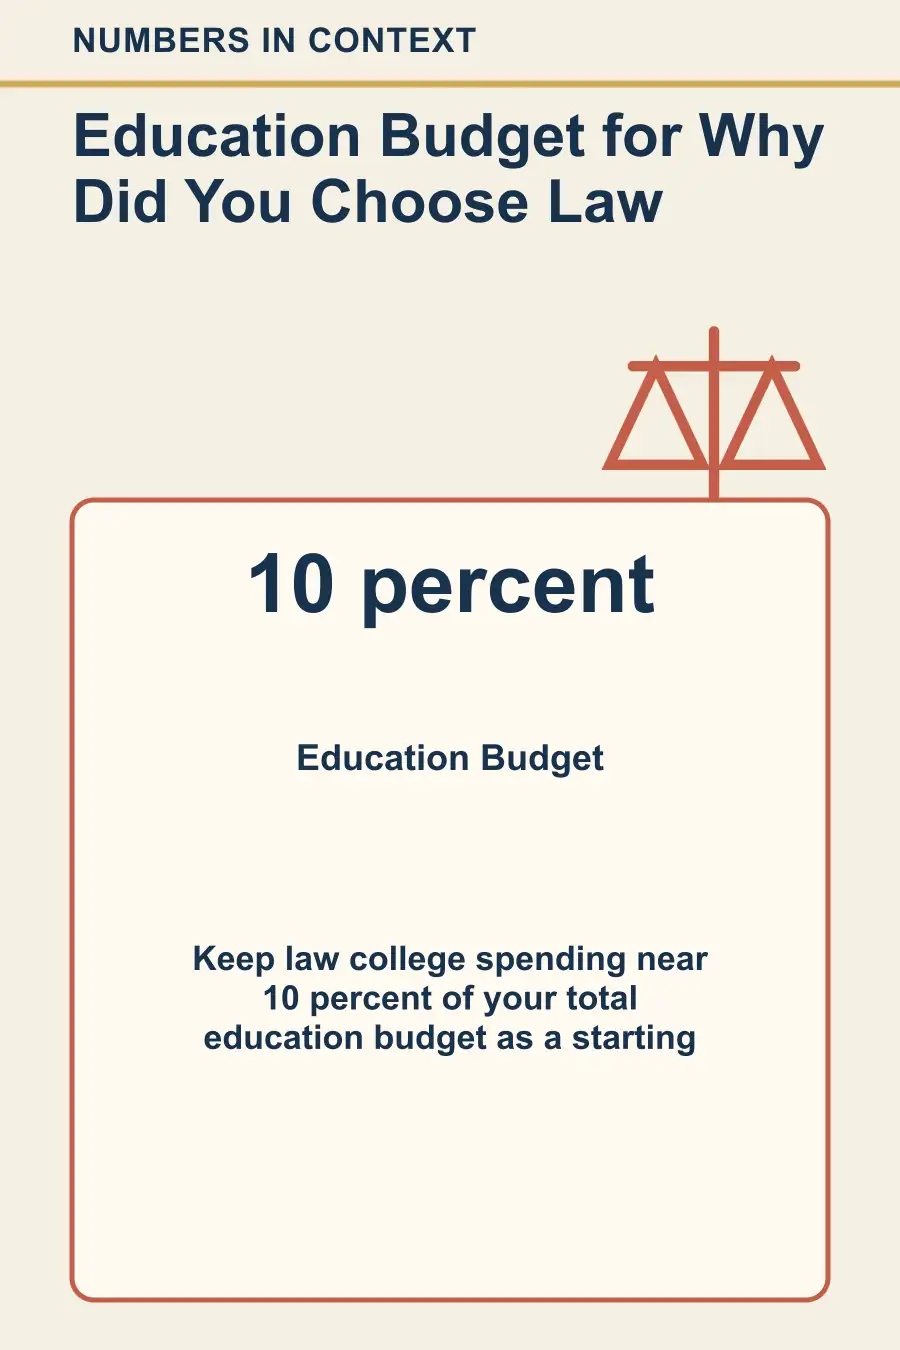 NUMBERS IN CONTEXT
Education Budget for Why
Did You Choose Law
10 percent
Education Budget
Keep law college spending near
10 percent of your total
education budget as a starting